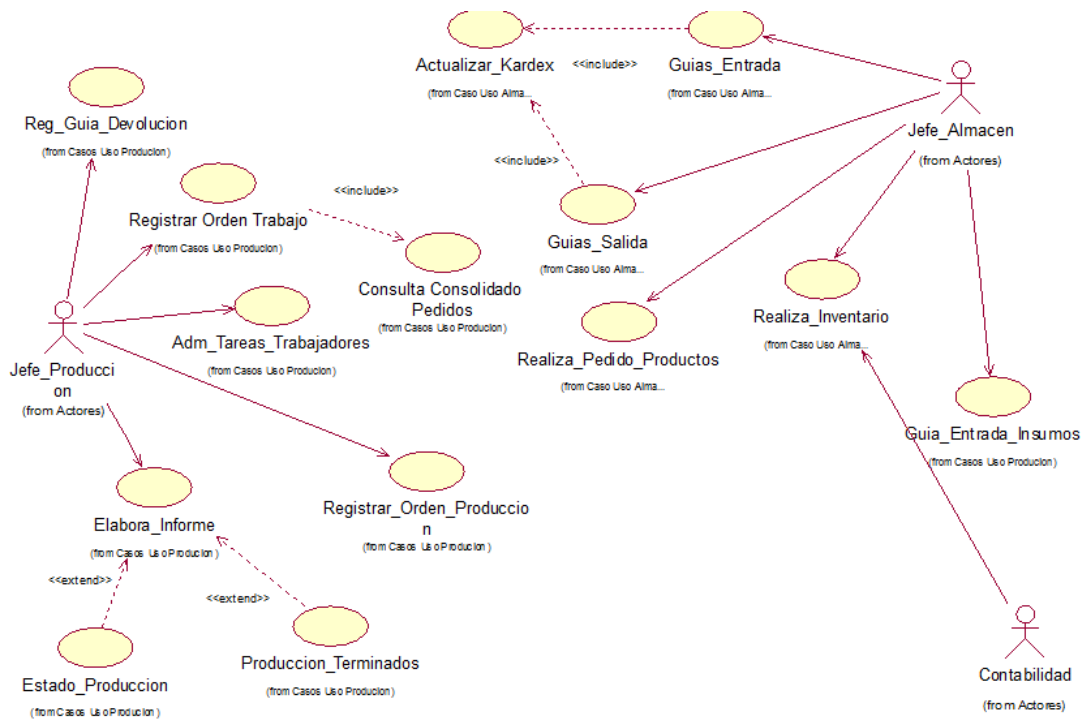 Actualizar_Kardex
(from Caso Uso Alma...
<<include>>
Guias_Entrada
(from Caso Uso Alma...
Jefe_Almacen
(from Actores)
Reg_Guia_Devolucion
(from Casos Uso Producion)
<<include>>
Registrar Orden Trabajo
(from Casos Uso Producion)
<<include>>
Guias_Salida
(from Caso Uso Alma...
Consulta Consolidado
Pedidos
(from Casos Uso Producion)
Adm_Tareas_Trabajadores
(from Casos Uso Producion)
Realiza_Inventario
(from Caso Uso Alma...
Realiza_Pedido_Productos
(from Caso Uso Alma...
Jefe_Producci
on
(from Actores)
Guia_Entrada_Insumos
(from Casos Uso Producion)
Registrar_Orden_Produccio
n
(from Casos Uso Producion)
Elabora_Informe
(from Casos Uso Producion)
<<extend>>
<<extend>>
Produccion_Terminados
(from Casos Uso Producion)
Estado_Produccion
(from Casos Uso Producion)
Contabilidad
(from Actores)